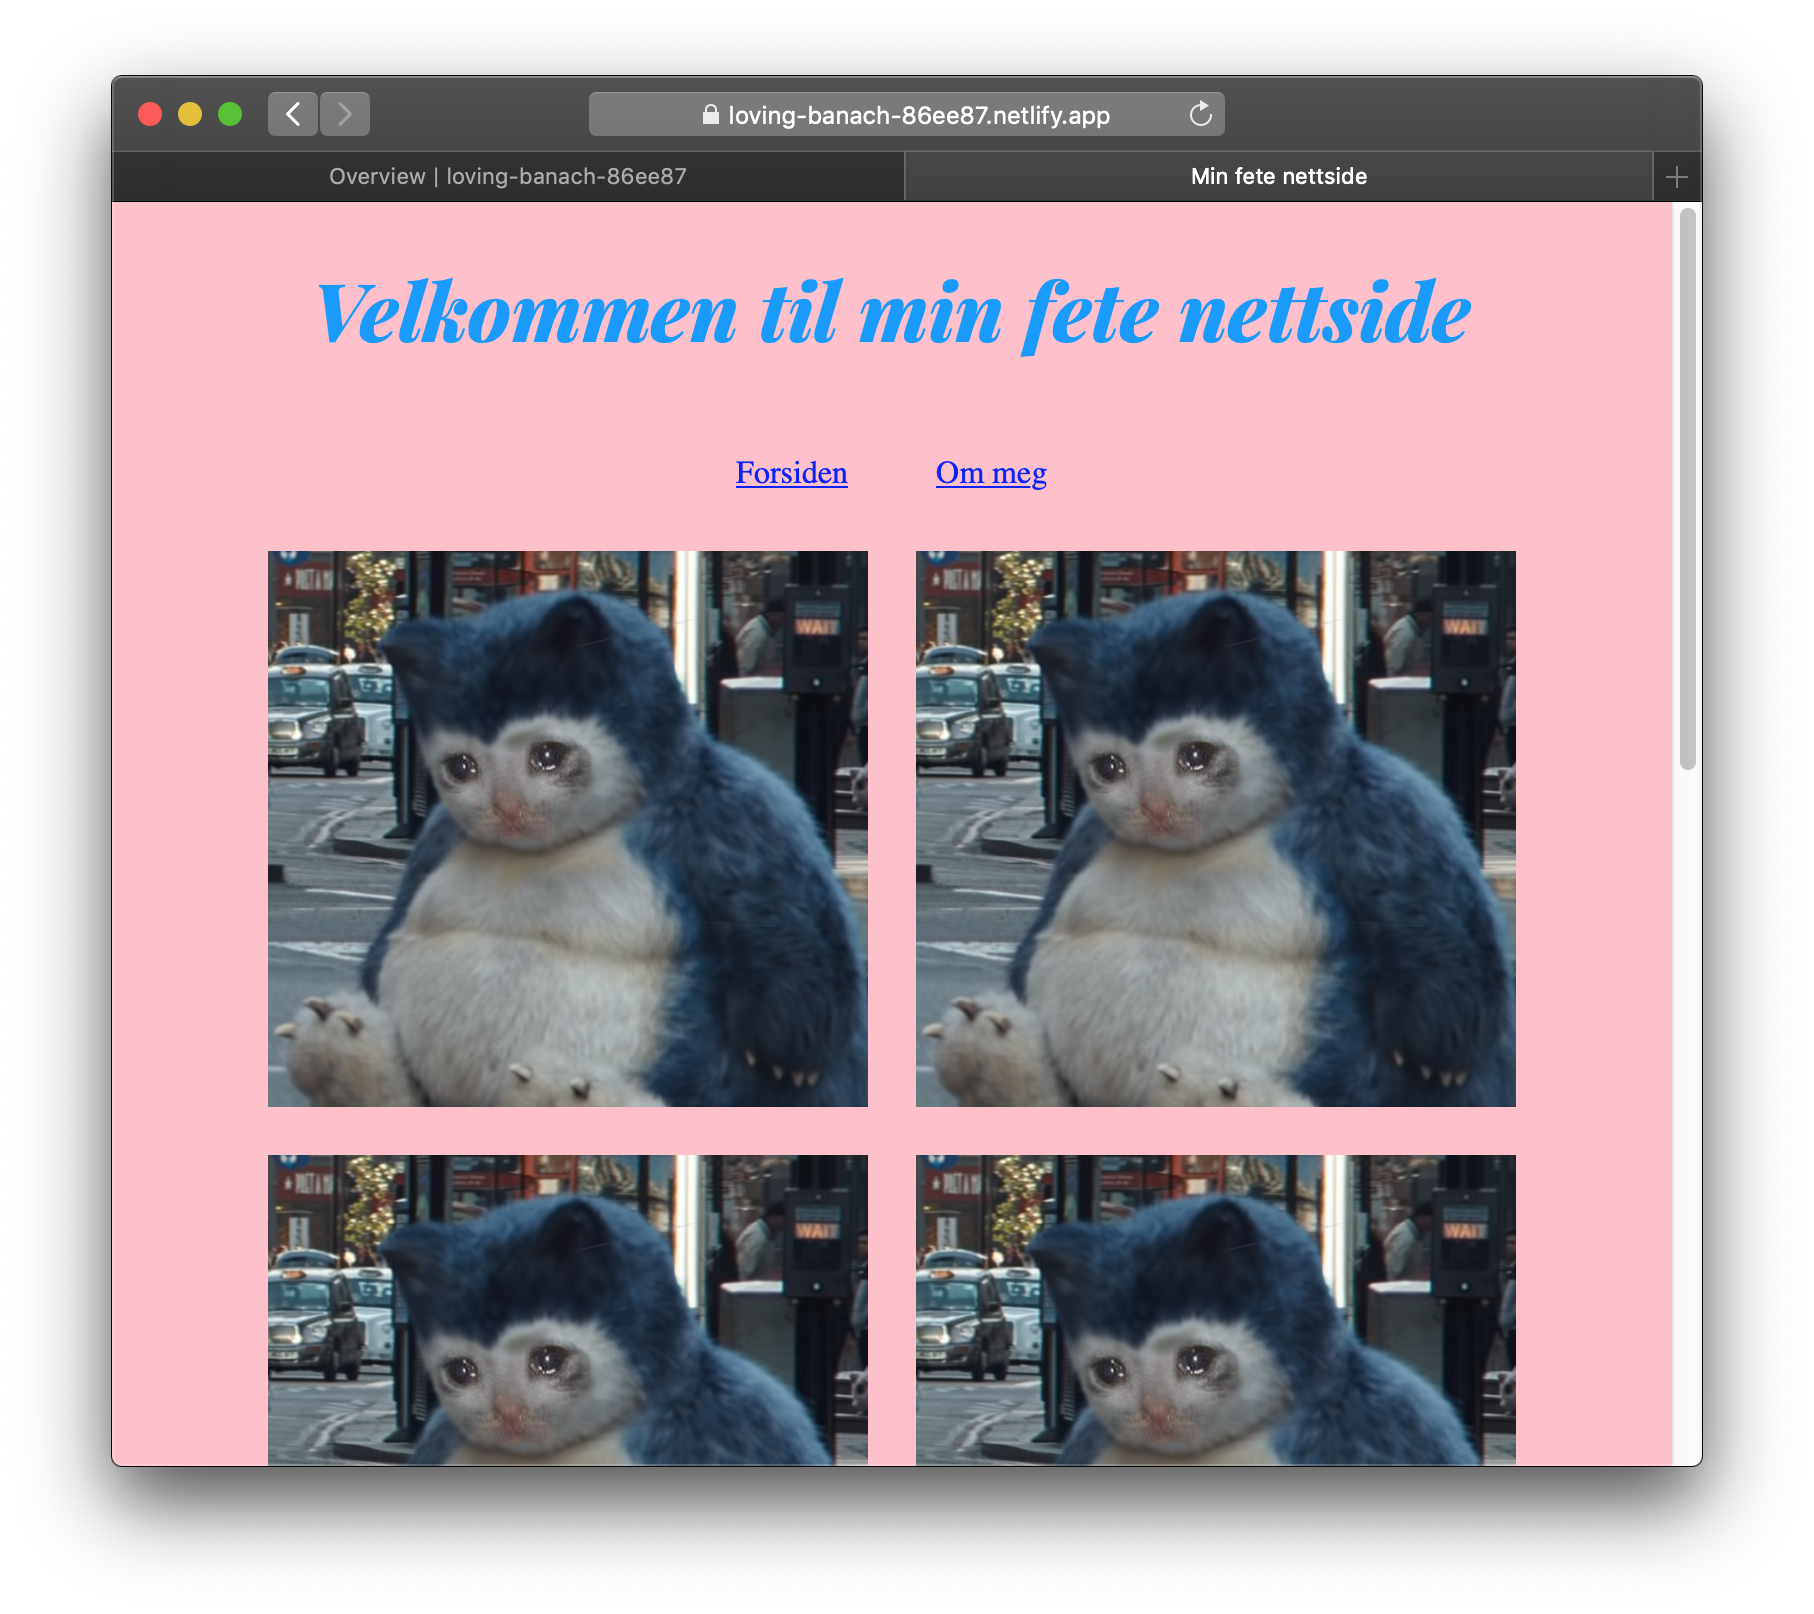 loving-banach-86ee87.netlify.app
Overview | loving-banach-86ee87
Min fete nettside
Velkommen til min fete nettside
Forsiden
Om meg
WAIT
WAIT
WAIT
WAIT